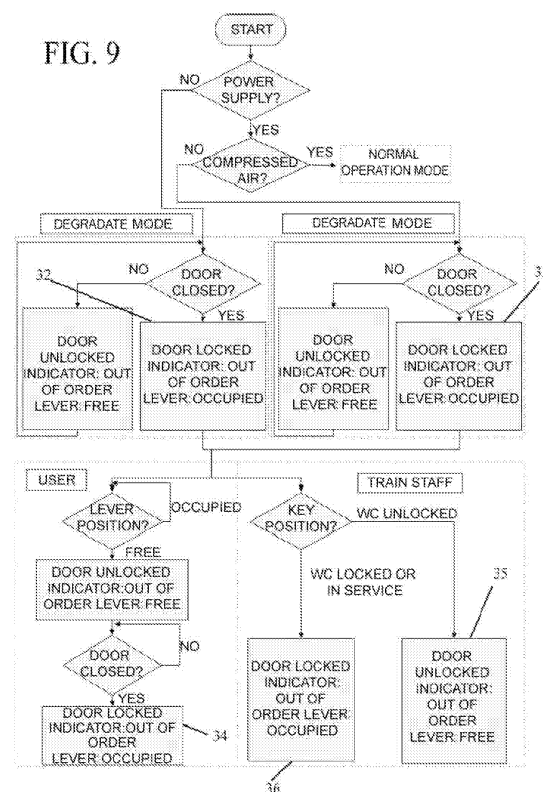 FIG. 9
START
NO
POWER
SUPPLY?
YES
NO
COMPRESSED
AIR?
YES
NORMAL
OPERATION MODE
DEGRADATE MODE
DEGRADATE MODE
32
NO
DOOR
CLOSED?
YES
DOOR
UNLOCKED
INDICATOR: OUT
OF ORDER
LEVER: FREE
DOOR LOCKED
INDICATOR: OUT
OF ORDER
LEVER: OCCUPIED
NO
DOOR
CLOSED?
3
YES
DOOR
UNLOCKED
INDICATOR: OUT
OF ORDER
LEVER: FREE
DOOR LOCKED
INDICATOR: OUT
OF ORDER
LEVER: OCCUPIED
USER
LEVER
POSITION?
OCCUPIED
FREE
DOOR UNLOCKED
INDICATOR:OUT OF
ORDER LEVER:FREE
NO
DOOR
CLOSED?
YES
DOOR LOCKED
INDICATOR:OUT OF
ORDER
LEVER:OCCUPIED
34
TRAIN STAFF
KEY
POSITION?
WC UNLOCKED
WC LOCKED OR
IN SERVICE
35
DOOR LOCKED
INDICATOR:
OUT OF
ORDER LEVER:
OCCUPIED
36
DOOR
UNLOCKED
INDICATOR:
OUT OF
ORDER
LEVER: FREE